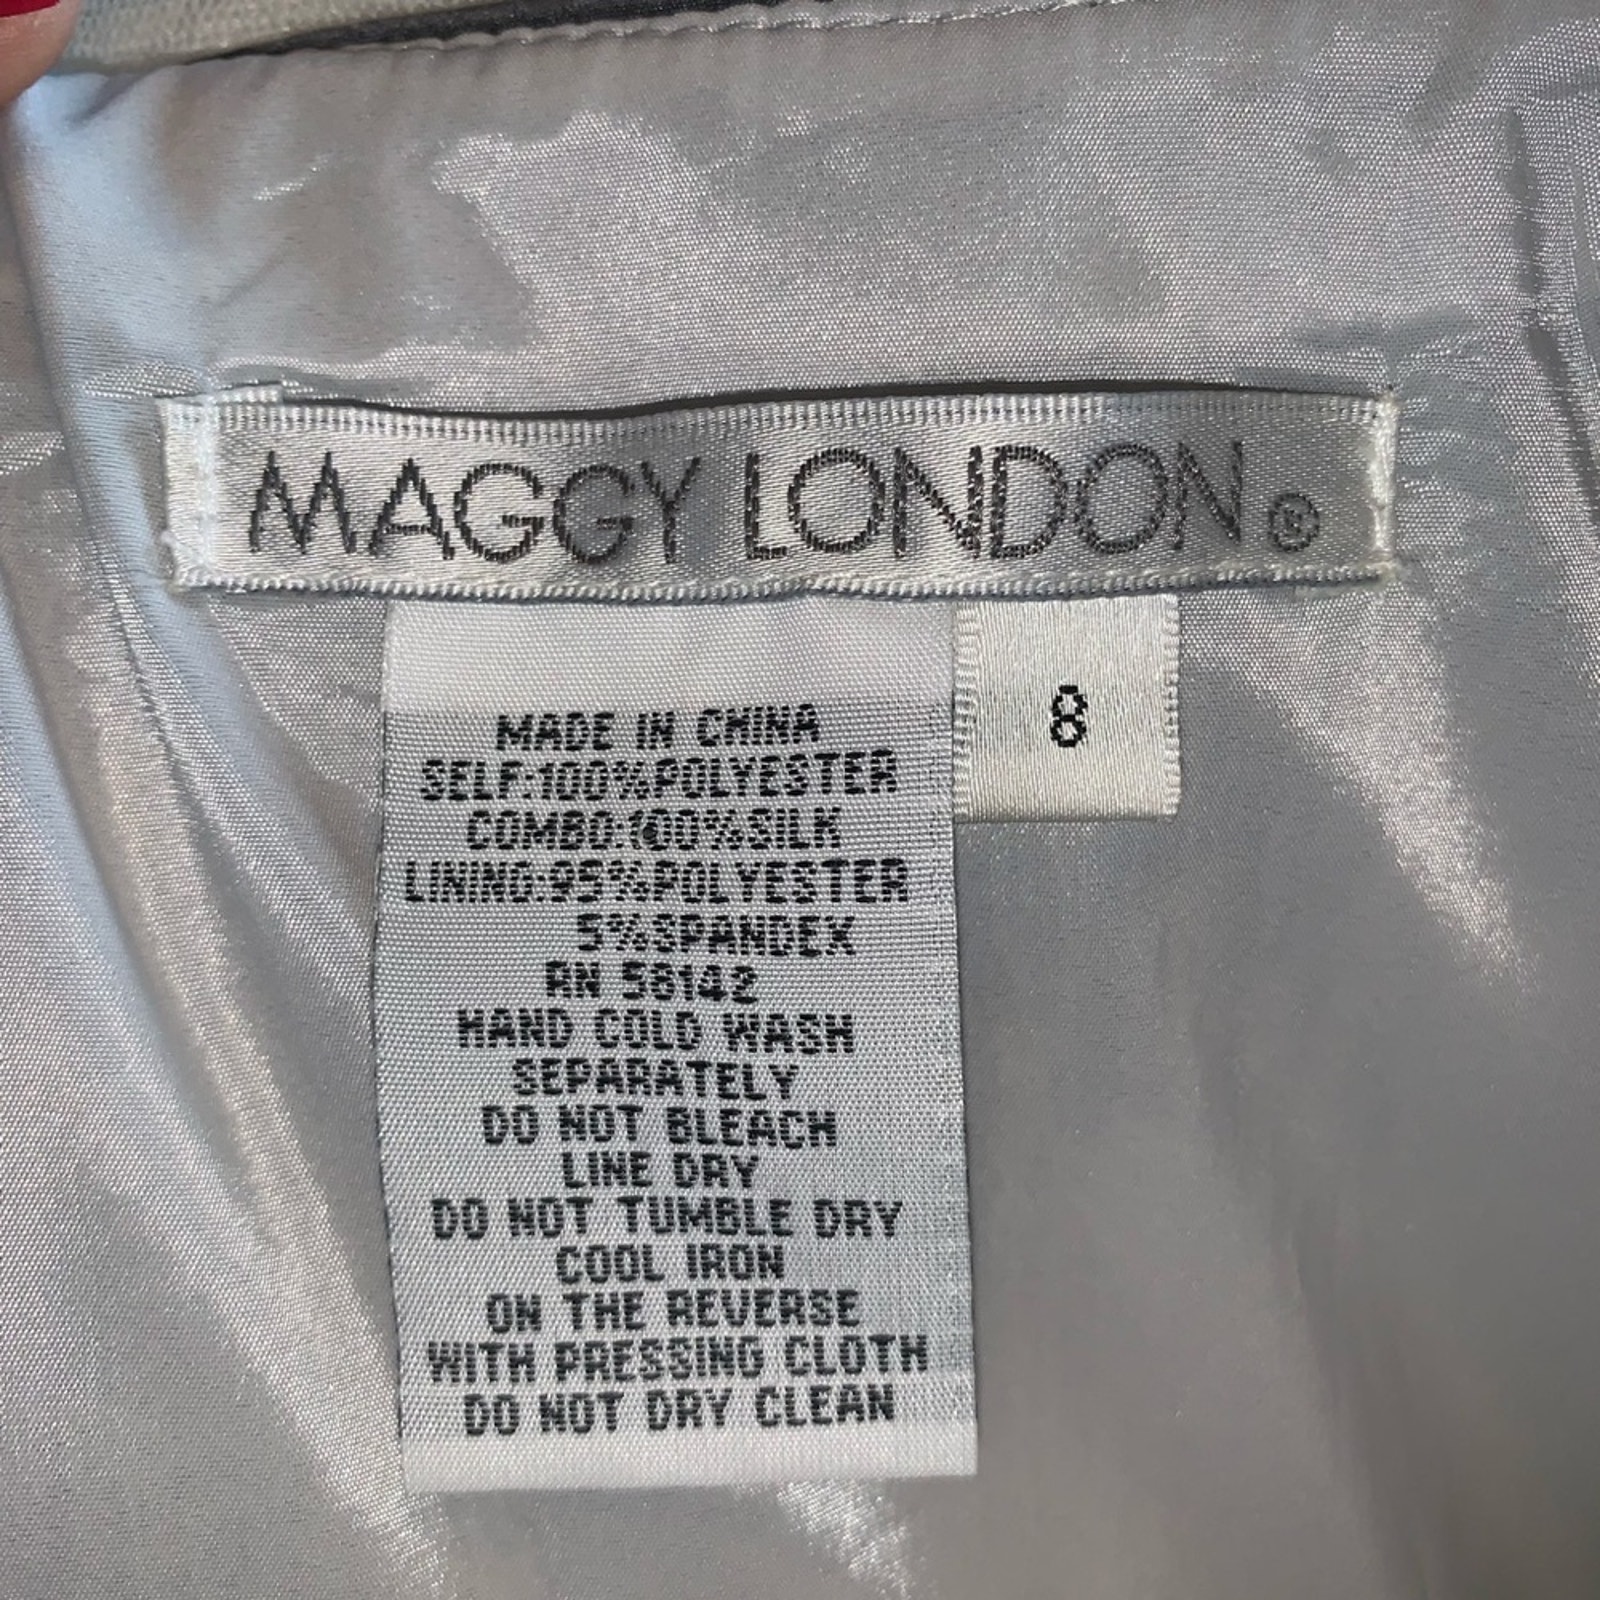 MAGGY LONDON®
8
MADE IN CHINA
SELF:100%POLYESTER
COMBO:100%SILK
LINING:95%POLYESTER
5%SPANDEX
RN 58142
HAND COLD WASH
SEPARATELY
DO NOT BLEACH
LINE DRY
DO NOT TUMBLE DRY
COOL IRON
ON THE REVERSE
WITH PRESSING CLOTH
DO NOT DRY CLEAN